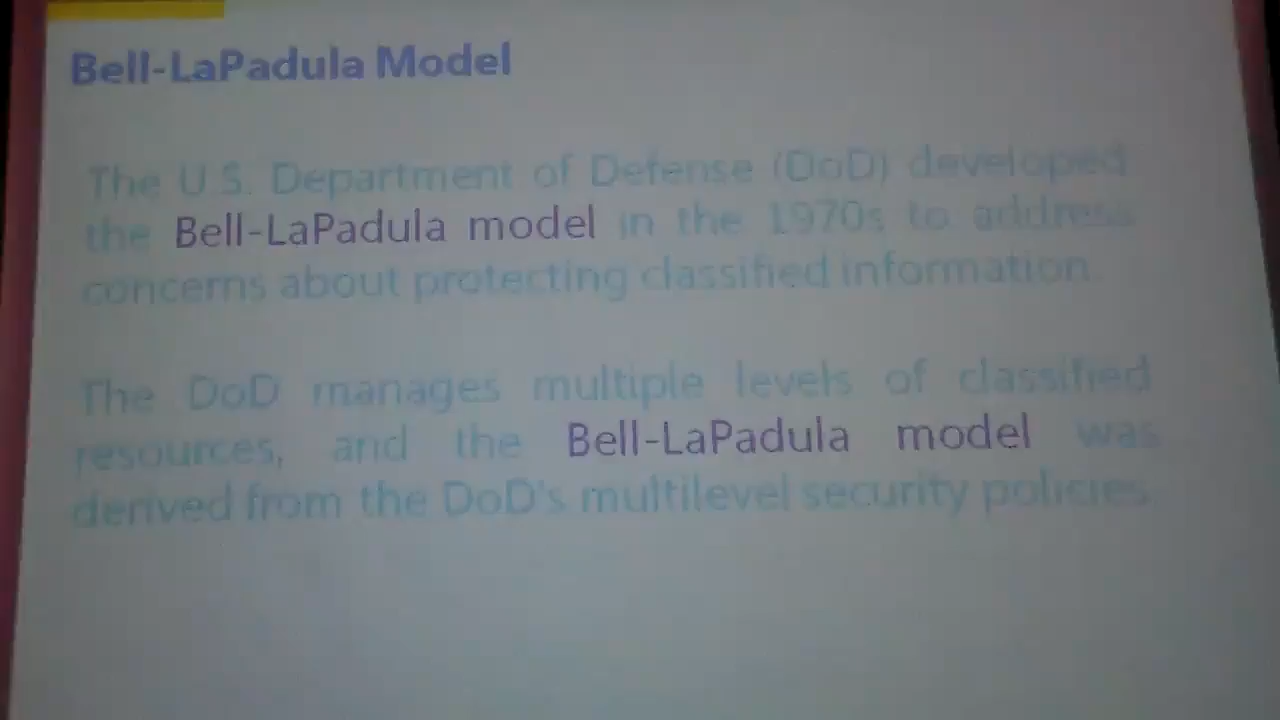 Bell-LaPadula Model
The U.S. Department of Defense (DoD) developed
the Bell-LaPadula model in the 1970s to address
concerns about protecting classified information.
The DoD manages multiple levels of classified
resources, and the Bell-LaPadula model was
derived from the DoD's multilevel security policies